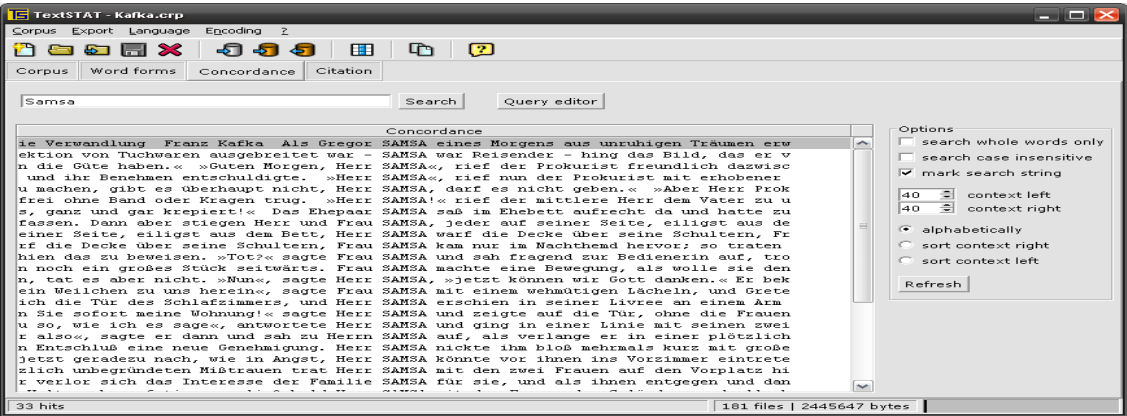 TextSTAT - Kafka.crp
Corpus Export Language Encoding ?
Corpus Word forms Concordance Citation
Samsa Search Query editor
Concordance
ie Verwandlung Franz Kafka Als Gregor SAMSA eines Morgens aus unruhigen Träumen erw
ektion von Tuchwaren ausgebreitet war – SAMSA war Reisender – hing das Bild, das er v
n die Güte haben.« »Guten Morgen, Herr SAMSA«, rief der Prokurist freundlich dazwisc
und ihr Benehmen entschuldigte. »Herr SAMSA«, rief nun der Prokurist mit erhobener
u machen, gibt es überhaupt nicht, Herr SAMSA, darf es nicht geben.« »Aber Herr Prok
frei ohne Band oder Kragen trug. »Herr SAMSA!« rief der mittlere Herr dem Vater zu u
s, ganz und gar krepiert!« Das Ehepaar SAMSA saß im Ehebett aufrecht da und hatte zu
fassen. Dann aber stiegen Herr und Frau SAMSA, jeder auf seiner Seite, eiligst aus de
einer Seite, eiligst aus dem Bett, Herr SAMSA warf die Decke über seine Schultern, Fr
rf die Decke über seine Schultern, Frau SAMSA kam nur im Nachthemd hervor; so traten
hien das zu beweisen. »Tot?« sagte Frau SAMSA und sah fragend zur Bedienerin auf, tro
n noch ein großes Stück seitwärts. Frau SAMSA machte eine Bewegung, als wolle sie den
n, tat es aber nicht. »Nun«, sagte Herr SAMSA, »jetzt können wir Gott danken.« Er bek
ein Weilchen zu uns herein«, sagte Frau SAMSA mit einem wehmütigen Lächeln, und Grete
ich die Tür des Schlafzimmers, und Herr SAMSA erschien in seiner Livree an einem Arm
n Sie sofort meine Wohnung!« sagte Herr SAMSA und zeigte auf die Tür, ohne die Frauen
u so, wie ich es sage«, antwortete Herr SAMSA und ging in einer Linie mit seinen zwei
r also«, sagte er dann und sah zu Herrn SAMSA auf, als verlange er in einer plötzlich
n Entschluß eine neue Genehmigung. Herr SAMSA nickte ihm bloß mehrmals kurz mit große
jetzt geradezu nach, wie in Angst, Herr SAMSA könnte vor ihnen ins Vorzimmer eintrete
zlich unbegründeten Mißtrauen trat Herr SAMSA mit den zwei Frauen auf den Vorplatz hi
r verlor sich das Interesse der Familie SAMSA für sie, und als ihnen entgegen und dan
Options
search whole words only
search case insensitive
mark search string
40 context left
40 context right
alphabetically
sort context right
sort context left
Refresh
33 hits
181 files | 2445647 bytes